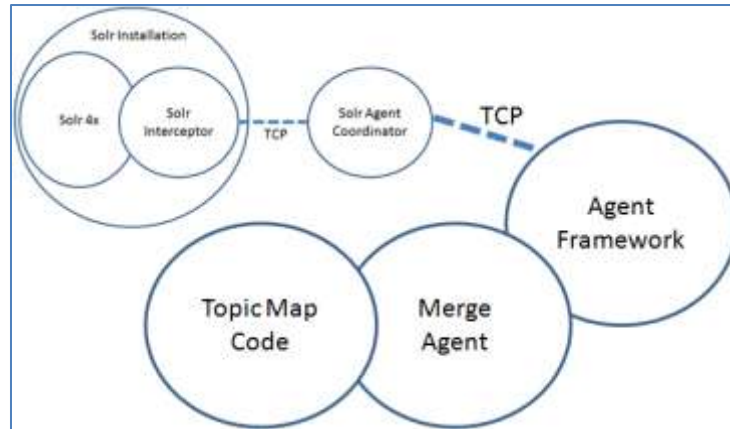 Solr Installation
Solr 4x
Solr
Interceptor
TCP
Solr Agent
Coordinator
TCP
Agent
Framework
Topic Map
Code
Merge
Agent